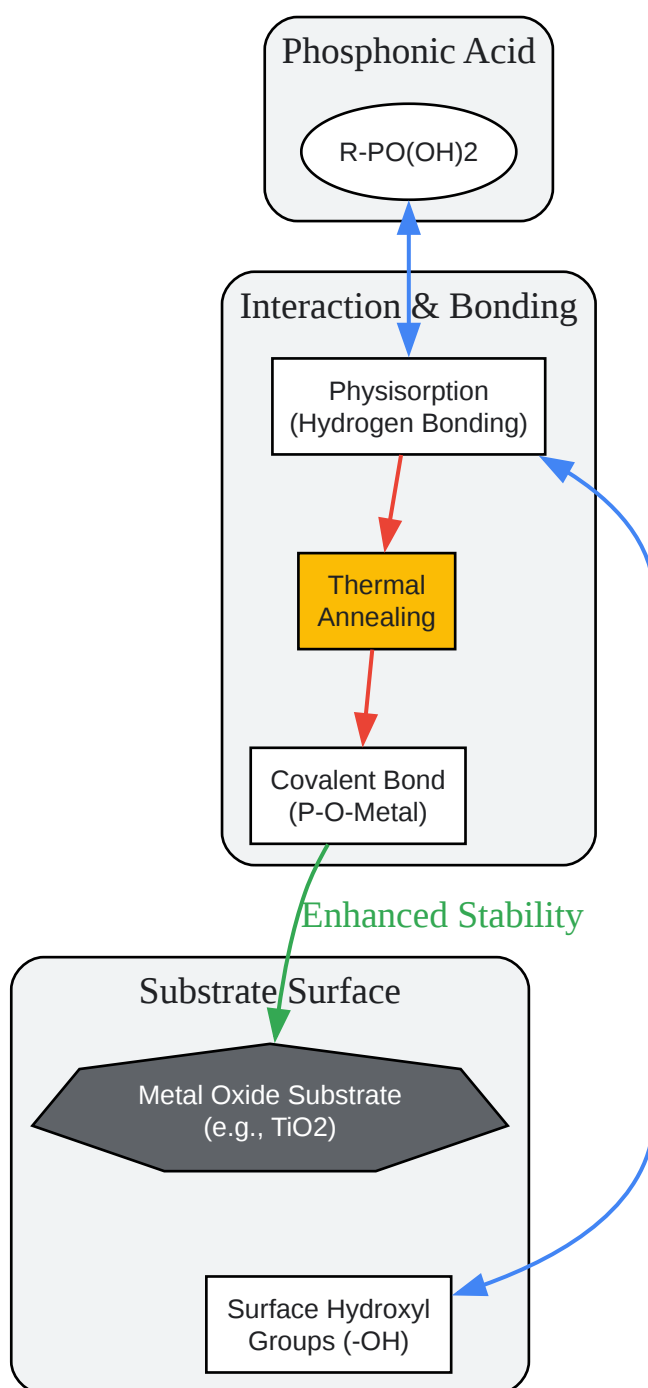 Phosphonic Acid
R-PO(OH)2
Interaction & Bonding
Physisorption
(Hydrogen Bonding)
Thermal
Annealing
Covalent Bond
(P-O-Metal)
Enhanced Stability
Substrate Surface
Metal Oxide Substrate
(e.g., TiO2)
Surface Hydroxyl
Groups (-OH)